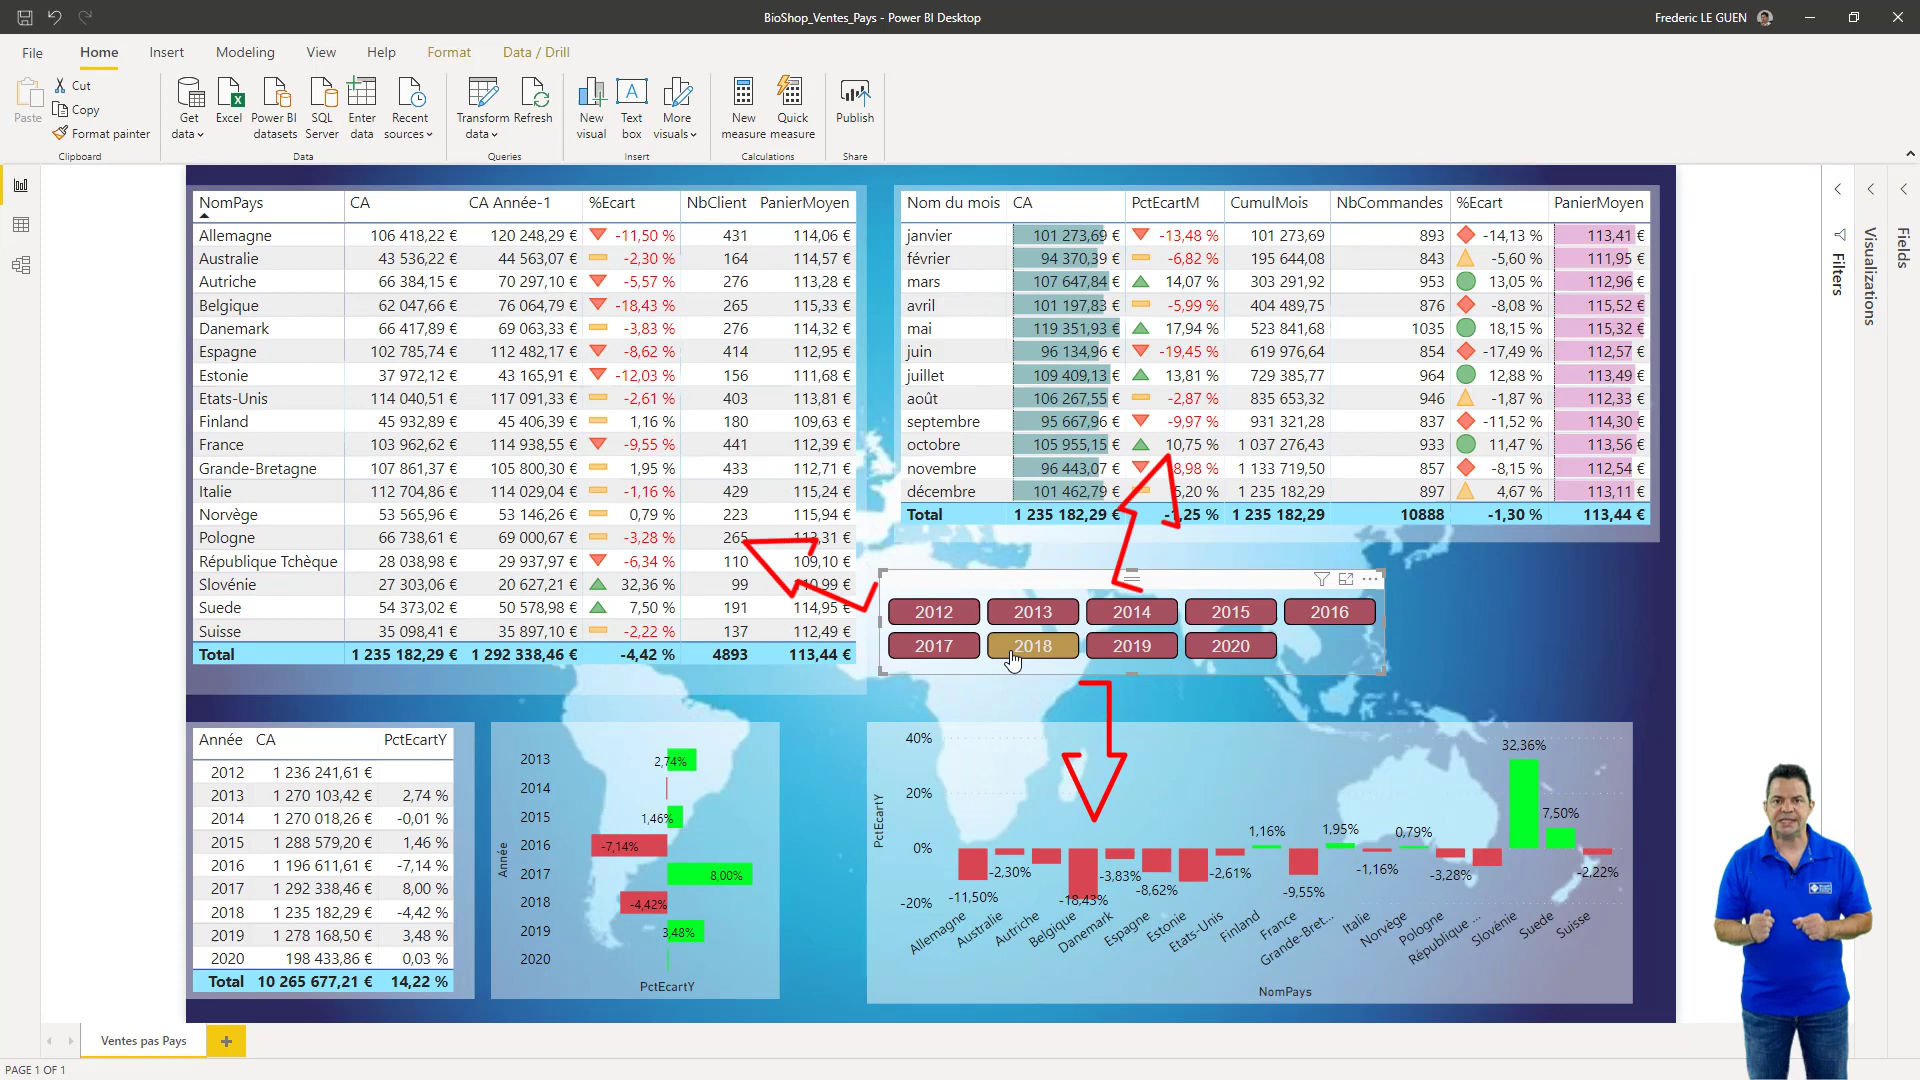 BioShop_Ventes_Pays - Power BI Desktop
Frederic LE GUEN
File Home Insert Modeling View Help Format Data / Drill
Paste
Cut
Copy
Format painter
Get data
Excel
Power BI datasets
SQL Server
Enter data
Recent sources
Transform data
Refresh
New visual
Text box
More visuals
New measure
Quick measure
Publish
Clipboard Data Queries Insert Calculations Share
NomPays CA CA Année-1 %Ecart NbClient PanierMoyen
Allemagne 106 418,22 € 120 248,29 € -11,50 % 431 114,06 €
Australie 43 536,22 € 44 563,07 € -2,30 % 164 114,57 €
Autriche 66 384,15 € 70 297,10 € -5,57 % 276 113,28 €
Belgique 62 047,66 € 76 064,79 € -18,43 % 265 115,33 €
Danemark 66 417,89 € 69 063,33 € -3,83 % 276 114,32 €
Espagne 102 785,74 € 112 482,17 € -8,62 % 414 112,95 €
Estonie 37 972,12 € 43 165,91 € -12,03 % 156 111,68 €
Etats-Unis 114 040,51 € 117 091,33 € -2,61 % 403 113,81 €
Finland 45 932,89 € 45 406,39 € 1,16 % 180 109,63 €
France 103 962,62 € 114 938,55 € -9,55 % 441 112,39 €
Grande-Bretagne 107 861,37 € 105 800,30 € 1,95 % 433 112,71 €
Italie 112 704,86 € 114 029,04 € -1,16 % 429 115,24 €
Norvège 53 565,96 € 53 146,26 € 0,79 % 223 115,94 €
Pologne 66 738,61 € 69 000,67 € -3,28 % 265 113,31 €
République Tchèque 28 038,98 € 29 937,97 € -6,34 % 110 109,10 €
Slovénie 27 303,06 € 20 627,21 € 32,36 % 99 110,99 €
Suede 54 373,02 € 50 578,98 € 7,50 % 191 114,95 €
Suisse 35 098,41 € 35 897,10 € -2,22 % 137 112,49 €
Total 1 235 182,29 € 1 292 338,46 € -4,42 % 4893 113,44 €
Nom du mois CA PctEcartM CumulMois NbCommandes %Ecart PanierMoyen
janvier 101 273,69 € -13,48 % 101 273,69 893 -14,13 % 113,41 €
février 94 370,39 € -6,82 % 195 644,08 843 -5,60 % 111,95 €
mars 107 647,84 € 14,07 % 303 291,92 953 13,05 % 112,96 €
avril 101 197,83 € -5,99 % 404 489,75 876 -8,08 % 115,52 €
mai 119 351,93 € 17,94 % 523 841,68 1035 18,15 % 115,32 €
juin 96 134,96 € -19,45 % 619 976,64 854 -17,49 % 112,57 €
juillet 109 409,13 € 13,81 % 729 385,77 964 12,88 % 113,49 €
août 106 267,55 € -2,87 % 835 653,32 946 -1,87 % 112,33 €
septembre 95 667,96 € -9,97 % 931 321,28 837 -11,52 % 114,30 €
octobre 105 955,15 € 10,75 % 1 037 276,43 933 11,47 % 113,56 €
novembre 96 443,07 € 8,98 % 1 133 719,50 857 -8,15 % 112,54 €
décembre 101 462,79 € 5,20 % 1 235 182,29 897 4,67 % 113,11 €
Total 1 235 182,29 € -1,25 % 1 235 182,29 10888 -1,30 % 113,44 €
Filters
Visualizations
Fields
2012 2013 2014 2015 2016
2017 2018 2019 2020
Année CA PctEcartY
2012 1 236 241,61 €
2013 1 270 103,42 € 2,74 %
2014 1 270 018,26 € -0,01 %
2015 1 288 579,20 € 1,46 %
2016 1 196 611,61 € -7,14 %
2017 1 292 338,46 € 8,00 %
2018 1 235 182,29 € -4,42 %
2019 1 278 168,50 € 3,48 %
2020 198 433,86 € 0,03 %
Total 10 265 677,21 € 14,22 %
Année
2013 2,74%
2014
2015 1,46%
2016 -7,14%
2017 8,00%
2018 -4,42%
2019 3,48%
2020
PctEcartY
PctEcartY
40%
20%
0%
-20%
-11,50% -2,30% -18,43% -3,83% -8,62% -2,61% 1,16% -9,55% 1,95% -1,16% 0,79% -3,28% 32,36% 7,50% -2,22%
Allemagne Australie Autriche Belgique Danemark Espagne Estonie Etats-Unis Finland France Grande-Bret... Italie Norvège Pologne République ... Slovénie Suede Suisse
NomPays
Ventes pas Pays
PAGE 1 OF 1